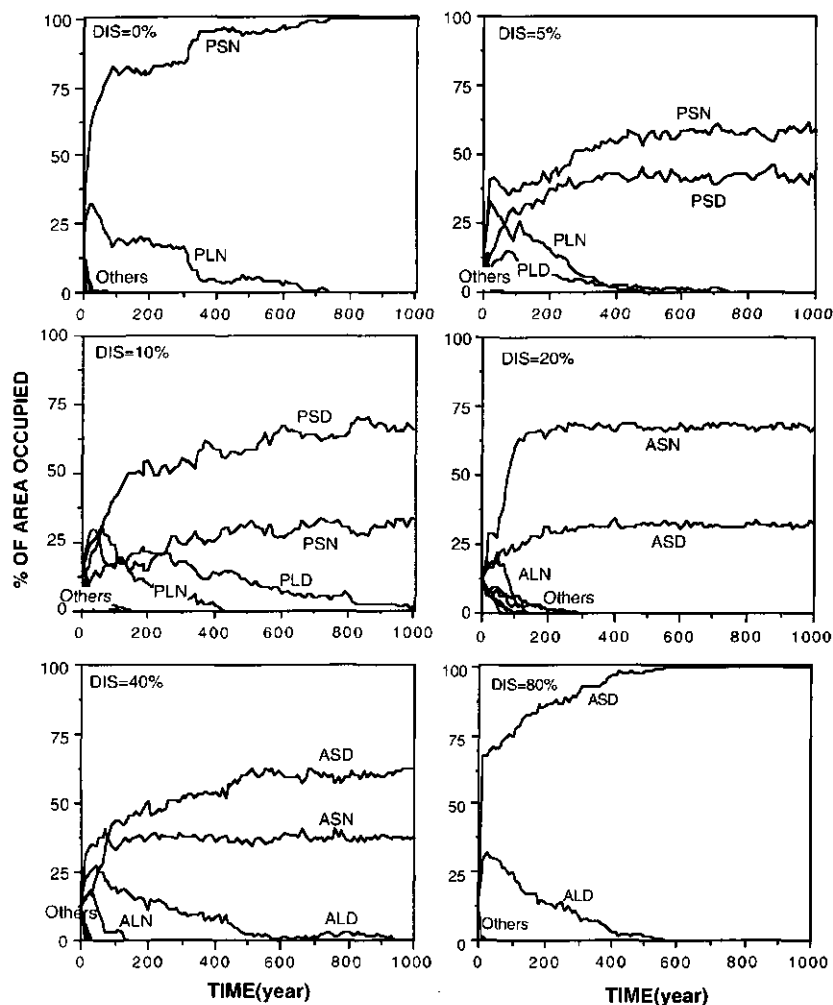 DIS=0%
PSN
PLN
Others
100
75
50
25
0
0 200 400 600 800 1000
DIS=5%
PSN
PSD
PLN
Others
PLD
100
75
50
25
0
0 200 400 600 800 1000
DIS=10%
PSD
PSN
PLD
PLN
Others
100
75
50
25
0
0 200 400 600 800 1000
DIS=20%
ASN
ASD
ALN
Others
100
75
50
25
0
0 200 400 600 800 1000
% OF AREA OCCUPIED
DIS=40%
ASD
ASN
Others
ALN
ALD
100
75
50
25
0
0 200 400 600 800 1000
TIME(year)
DIS=80%
ASD
ALD
Others
100
75
50
25
0
0 200 400 600 800 1000
TIME(year)